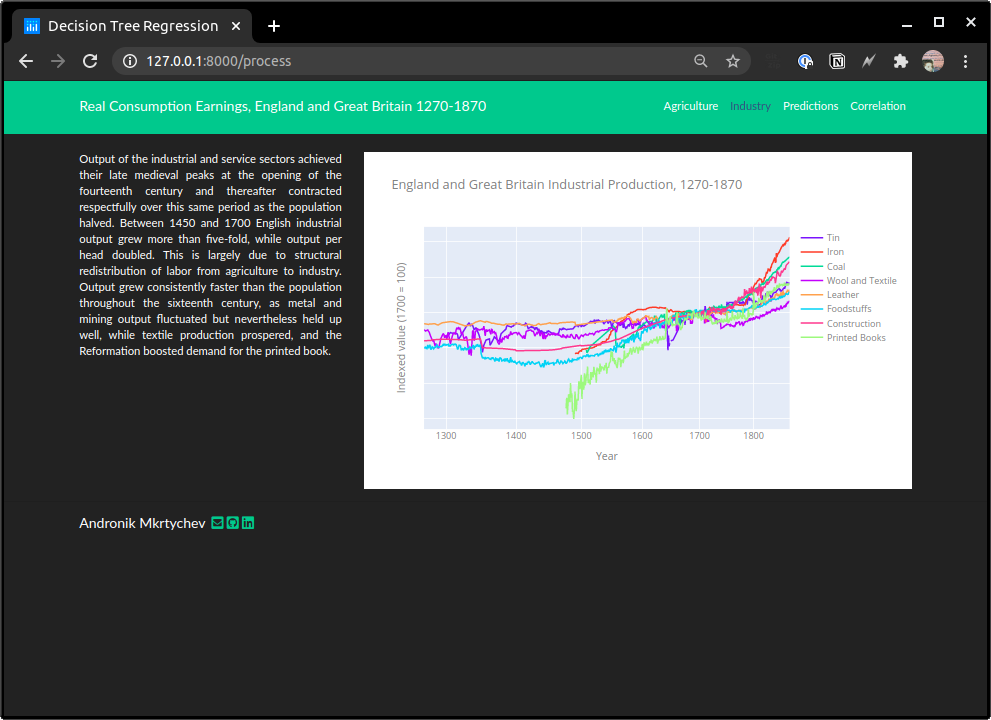 Decision Tree Regression
127.0.0.1:8000/process
Real Consumption Earnings, England and Great Britain 1270-1870
Agriculture Industry Predictions Correlation
Output of the industrial and service sectors achieved
their late medieval peaks at the opening of the
fourteenth century and thereafter contracted
respectfully over this same period as the population
halved. Between 1450 and 1700 English industrial
output grew more than five-fold, while output per
head doubled. This is largely due to structural
redistribution of labor from agriculture to industry.
Output grew consistently faster than the population
throughout the sixteenth century, as metal and
mining output fluctuated but nevertheless held up
well, while textile production prospered, and the
Reformation boosted demand for the printed book.
England and Great Britain Industrial Production, 1270-1870
Indexed value (1700 = 100)
Tin
Iron
Coal
Wool and Textile
Leather
Foodstuffs
Construction
Printed Books
1300 1400 1500 1600 1700 1800
Year
Andronik Mkrtychev